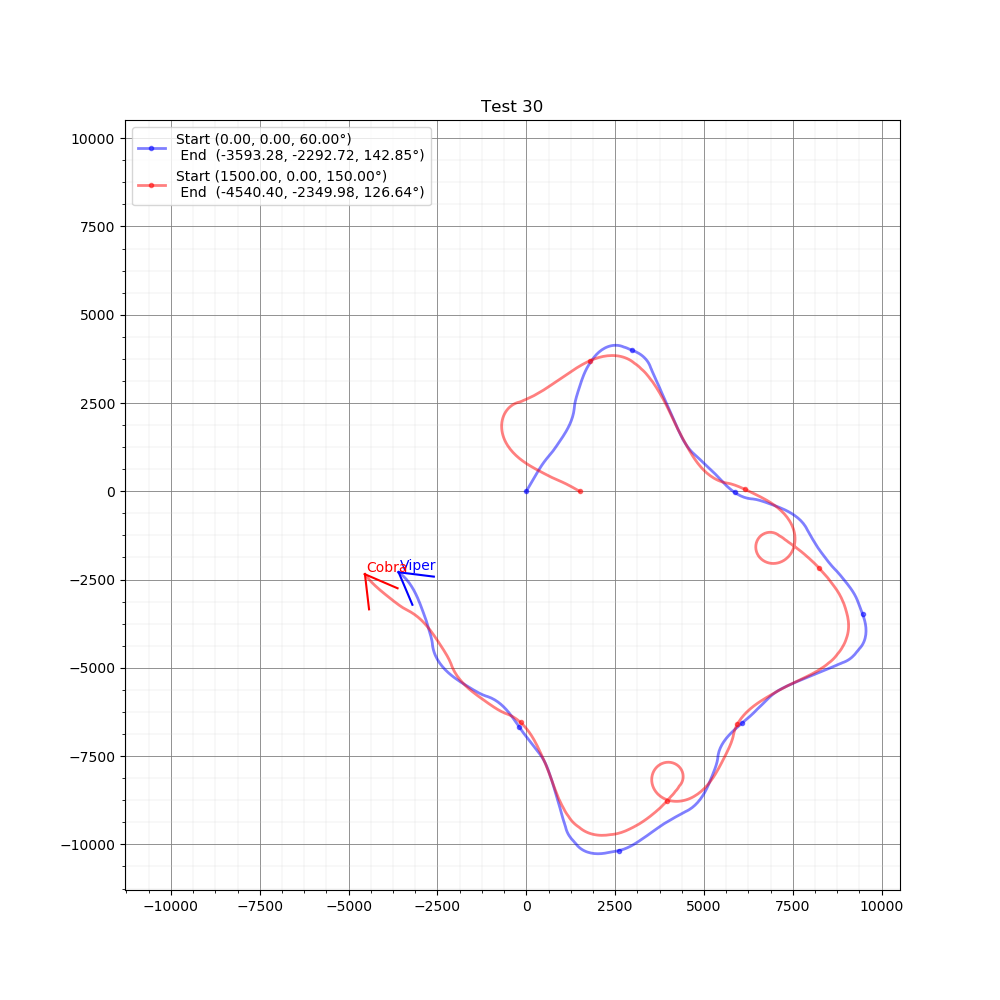 Test 30
Start (0.00, 0.00, 60.00°)
End (-3593.28, -2292.72, 142.85°)
Start (1500.00, 0.00, 150.00°)
End (-4540.40, -2349.98, 126.64°)
10000
7500
5000
2500
0
−2500
−5000
−7500
−10000
Cobra
Viper
−10000 −7500 −5000 −2500 0 2500 5000 7500 10000